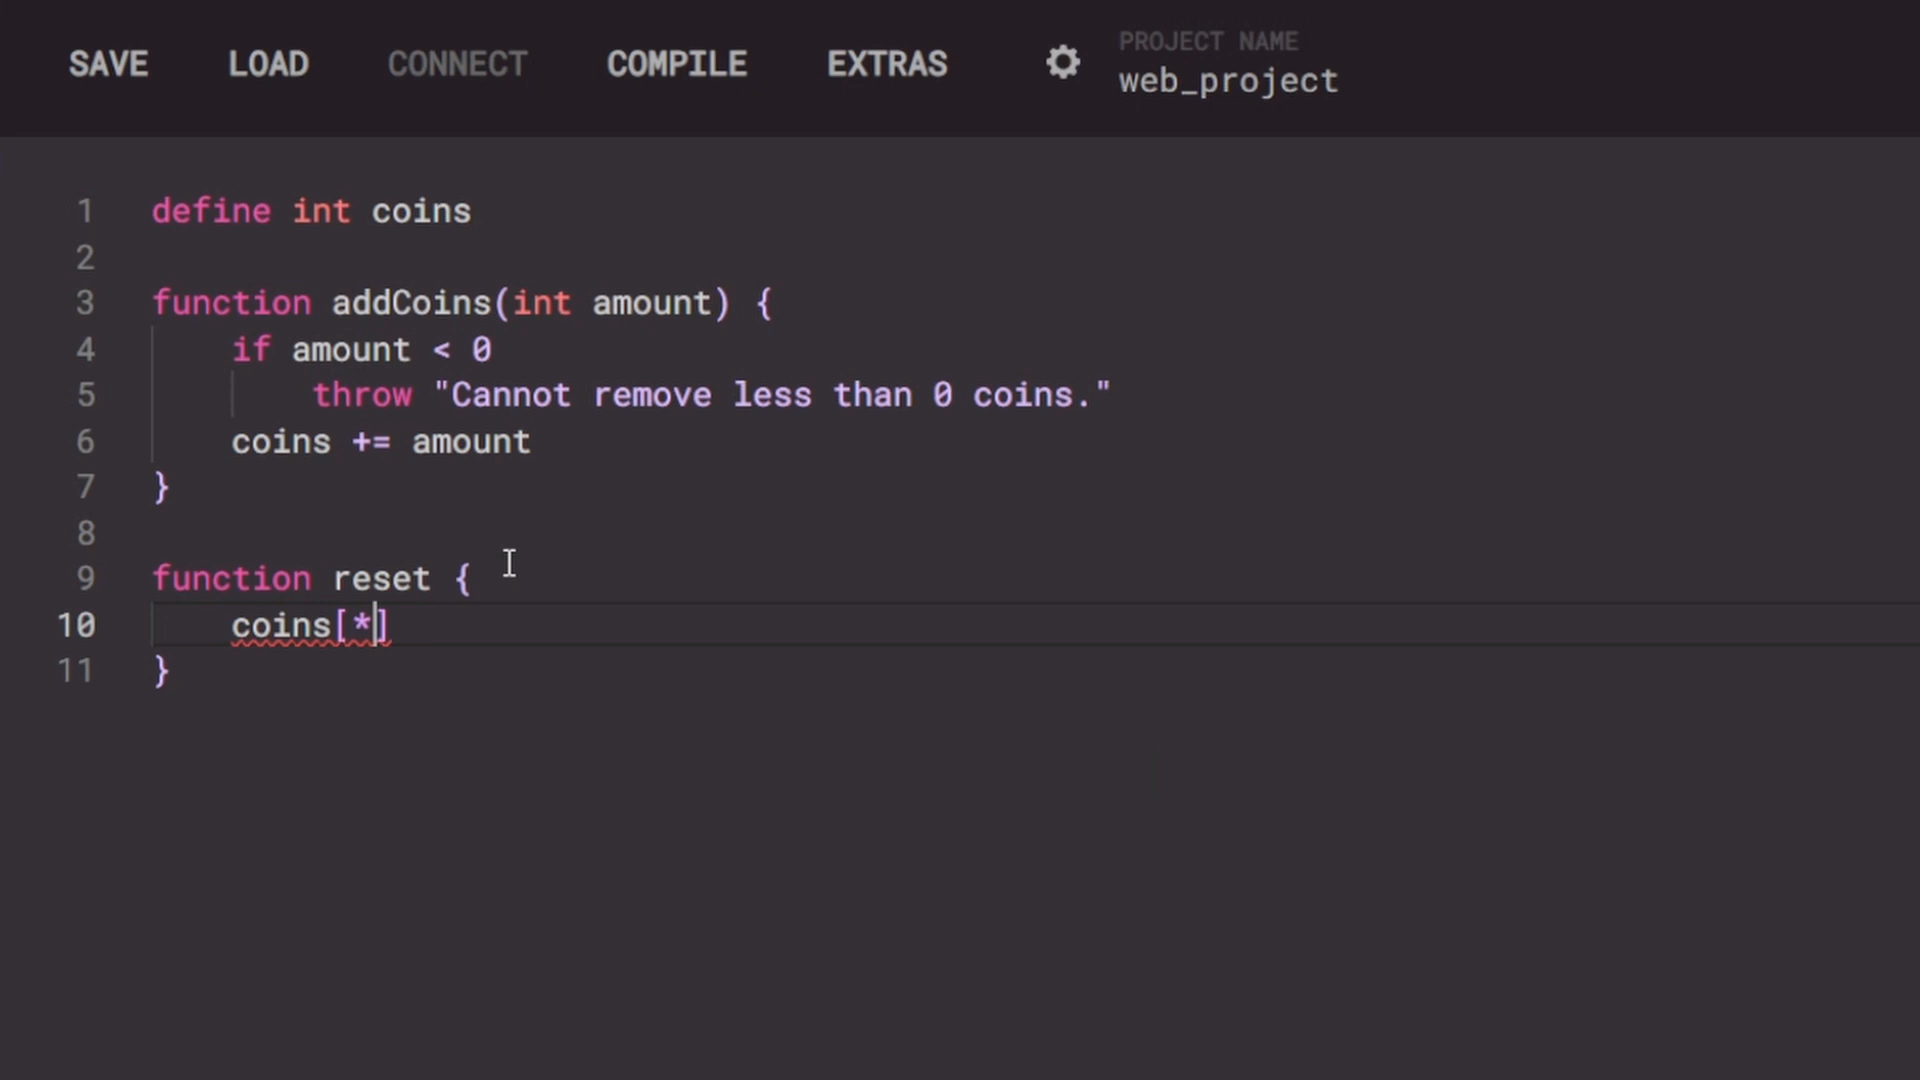 SAVE LOAD CONNECT COMPILE EXTRAS PROJECT NAME
web_project
1 define int coins
2
3 function addCoins(int amount) {
4     if amount < 0
5         throw "Cannot remove less than 0 coins."
6     coins += amount
7 }
8
9 function reset {
10     coins[*]
11 }